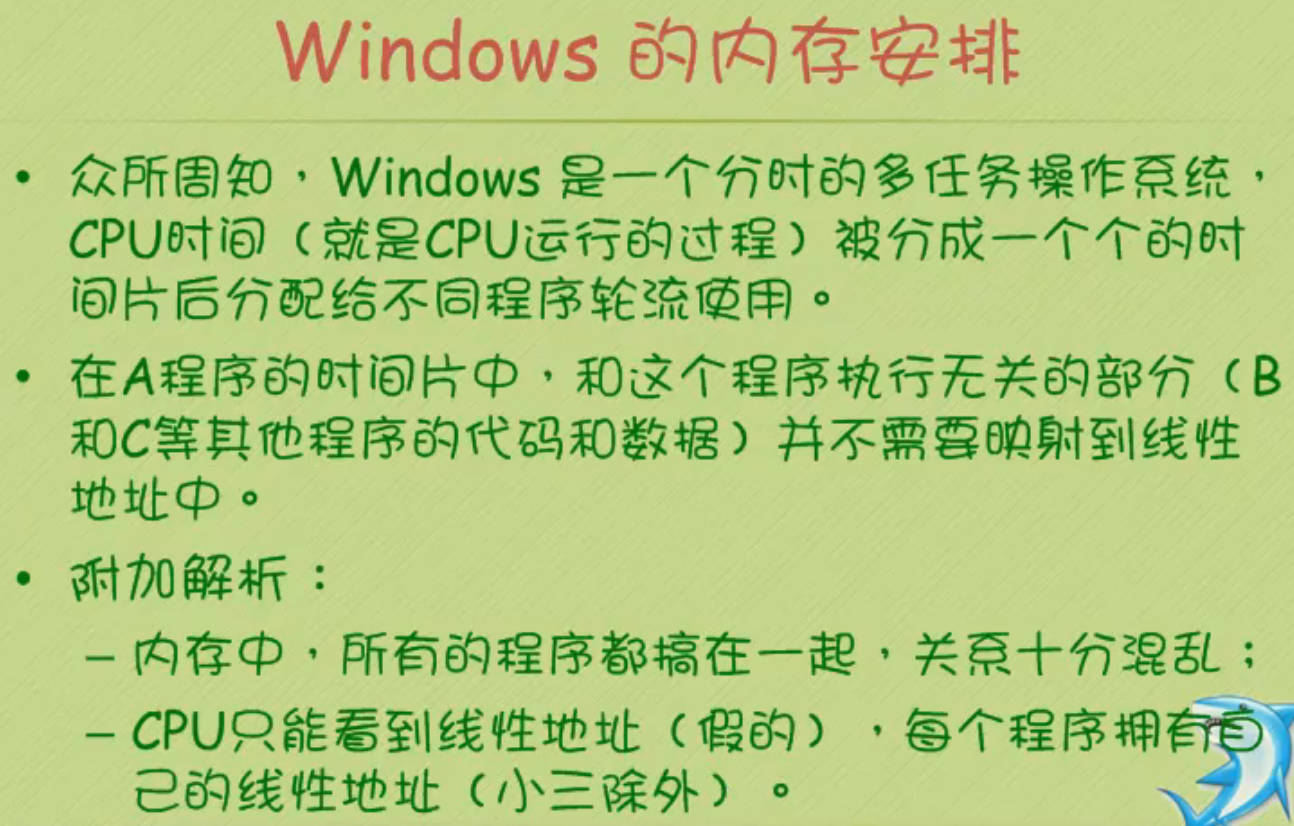 Windows 的内存安排
• 众所周知，Windows 是一个分时的多任务操作系统，
CPU时间（就是CPU运行的过程）被分成一个个的时
间片后分配给不同程序轮流使用。
• 在A程序的时间片中，和这个程序执行无关的部分（B
和C等其他程序的代码和数据）并不需要映射到线性
地址中。
• 附加解析：
– 内存中，所有的程序都搞在一起，关系十分混乱；
– CPU只能看到线性地址（假的），每个程序拥有自
己的线性地址（小三除外）。